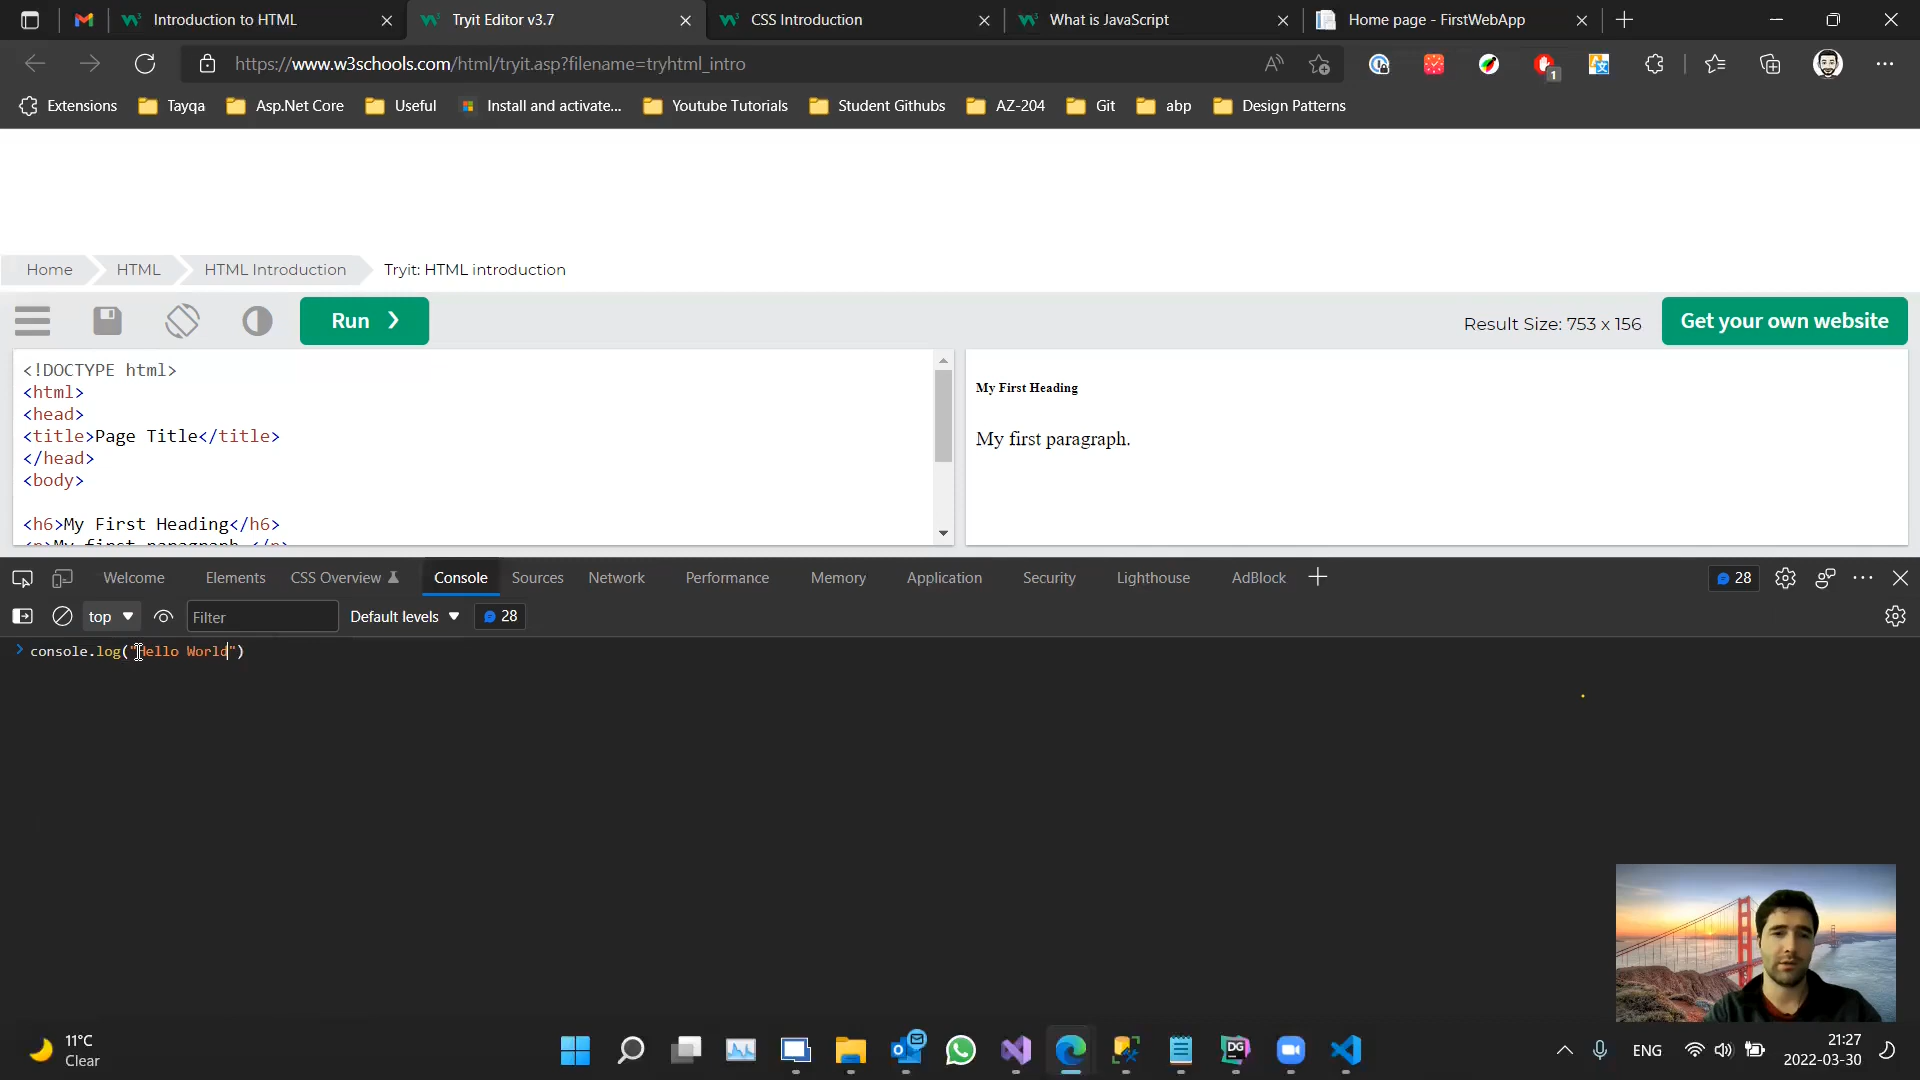 Introduction to HTML
Tryit Editor v3.7
CSS Introduction
What is JavaScript
Home page - FirstWebApp
https://www.w3schools.com/html/tryit.asp?filename=tryhtml_intro
1
Extensions
Tayqa
Asp.Net Core
Useful
Install and activate...
Youtube Tutorials
Student Githubs
AZ-204
Git
abp
Design Patterns
Home
HTML
HTML Introduction
Tryit: HTML introduction
Run ❯
Result Size: 753 x 156
Get your own website
<!DOCTYPE html>
<html>
<head>
<title>Page Title</title>
</head>
<body>
<h6>My First Heading</h6>
<p>My first paragraph.</p>
My First Heading
My first paragraph.
Welcome
Elements
CSS Overview
Console
Sources
Network
Performance
Memory
Application
Security
Lighthouse
AdBlock
28
top
Filter
Default levels
28
console.log("Hello World")
11°C
Clear
DG
ENG
21:27
2022-03-30